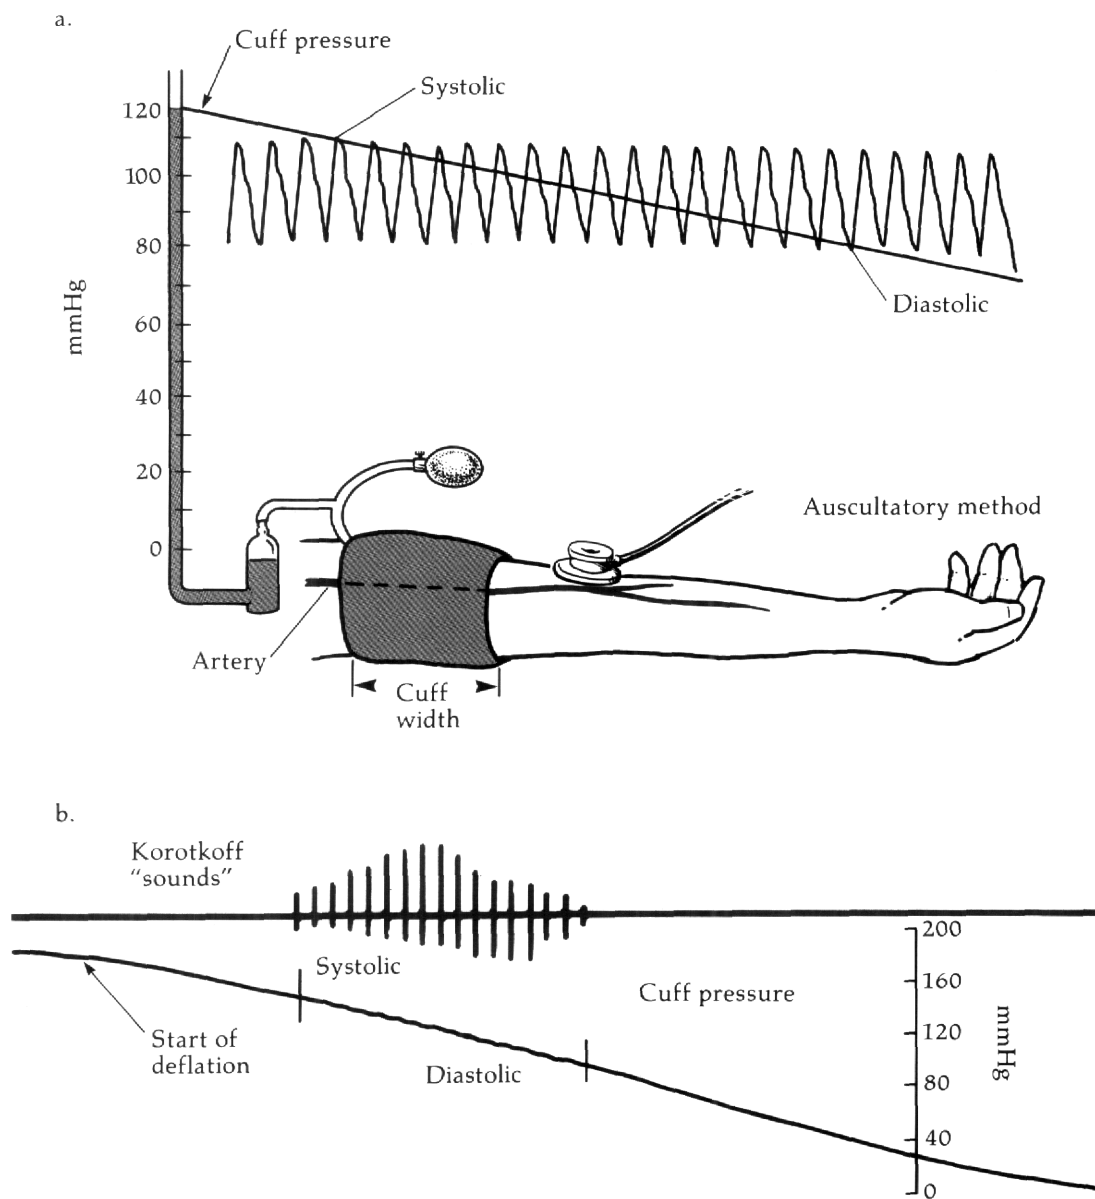 a.
Cuff pressure
Systolic
120
100
80
60
40
20
0
mmHg
Diastolic
Auscultatory method
Artery
Cuff
width
b.
Korotkoff
“sounds”
Systolic
Start of
deflation
Diastolic
Cuff pressure
200
160
120
80
40
0
mmHg